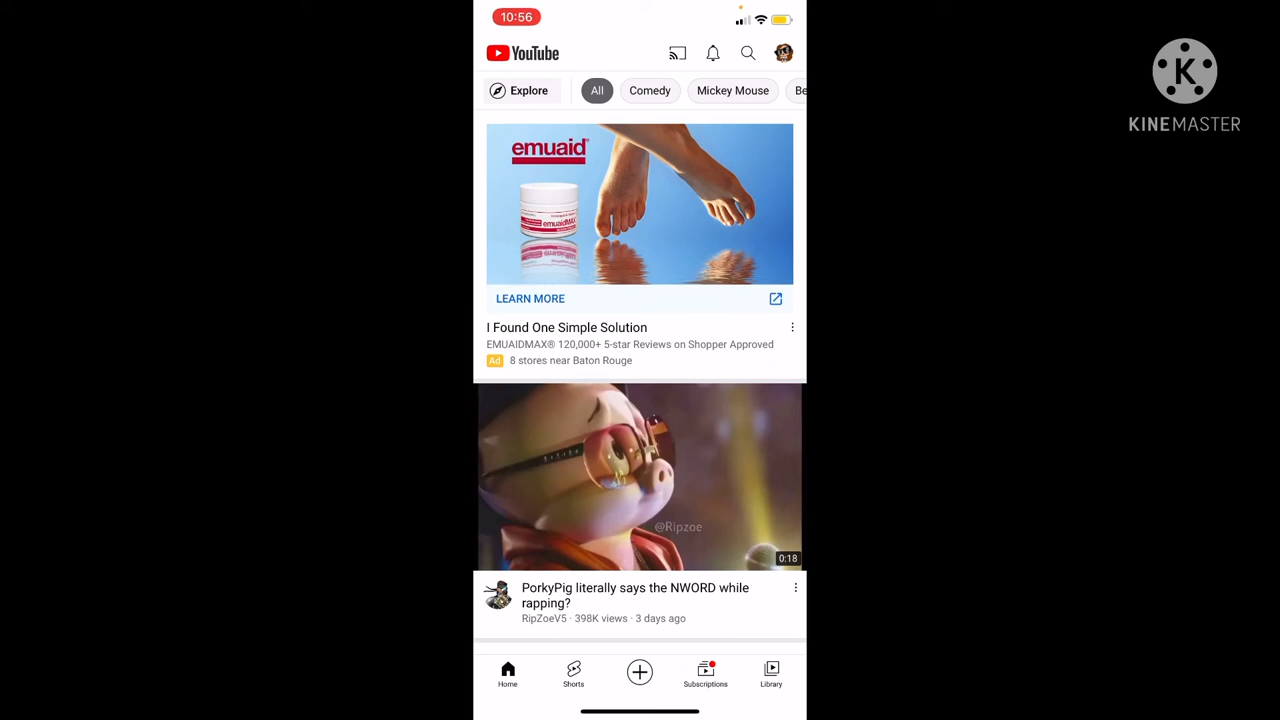 10:56
YouTube
Explore
All
Comedy
Mickey Mouse
Be
KINEMASTER
emuaid®
emuaidMAX
LEARN MORE
I Found One Simple Solution
EMUAIDMAX® 120,000+ 5-star Reviews on Shopper Approved
Ad 8 stores near Baton Rouge
@Ripzoe
0:18
PorkyPig literally says the NWORD while
rapping?
RipZoeV5 · 398K views · 3 days ago
Home
Shorts
Subscriptions
Library